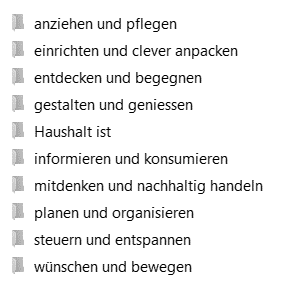 anziehen und pflegen
einrichten und clever anpacken
entdecken und begegnen
gestalten und geniessen
Haushalt ist
informieren und konsumieren
mitdenken und nachhaltig handeln
planen und organisieren
steuern und entspannen
wünschen und bewegen